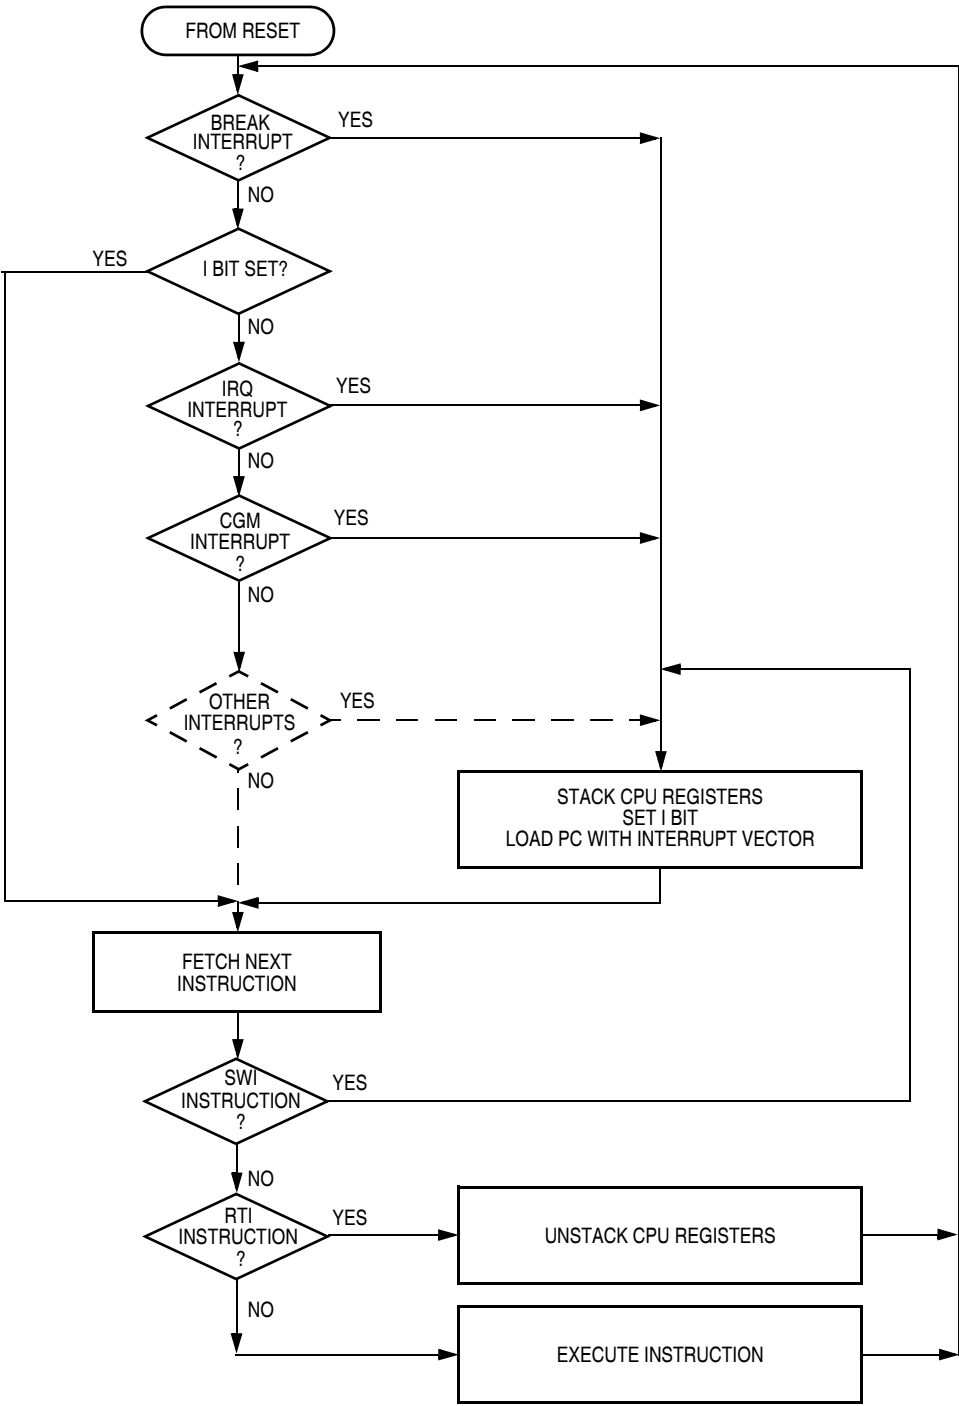 FROM RESET
BREAK
INTERRUPT
?
YES
NO
YES
I BIT SET?
NO
IRQ
INTERRUPT
?
YES
NO
CGM
INTERRUPT
?
YES
NO
OTHER
INTERRUPTS
?
YES
NO
STACK CPU REGISTERS
SET I BIT
LOAD PC WITH INTERRUPT VECTOR
FETCH NEXT
INSTRUCTION
SWI
INSTRUCTION
?
YES
NO
RTI
INSTRUCTION
?
YES
UNSTACK CPU REGISTERS
NO
EXECUTE INSTRUCTION